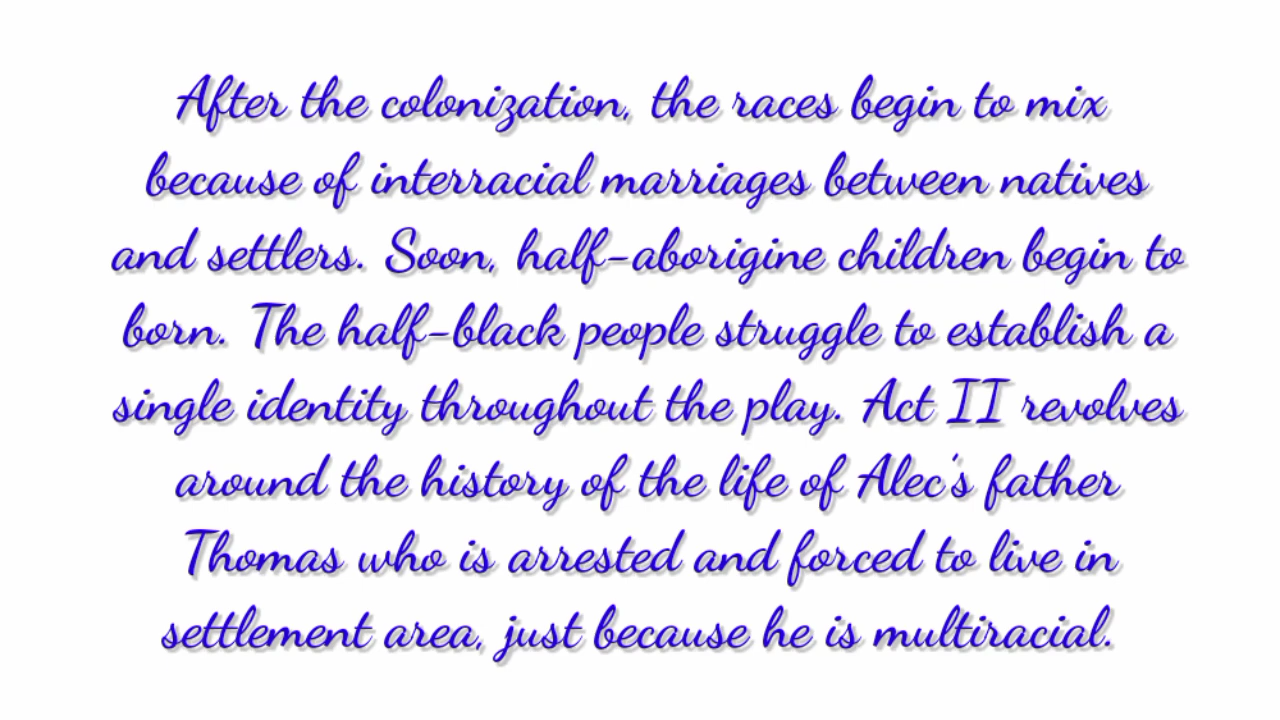 After the colonization, the races begin to mix
because of interracial marriages between natives
and settlers. Soon, half-aborigine children begin to
born. The half-black people struggle to establish a
single identity throughout the play. Act II revolves
around the history of the life of Alec's father
Thomas who is arrested and forced to live in
settlement area, just because he is multiracial.